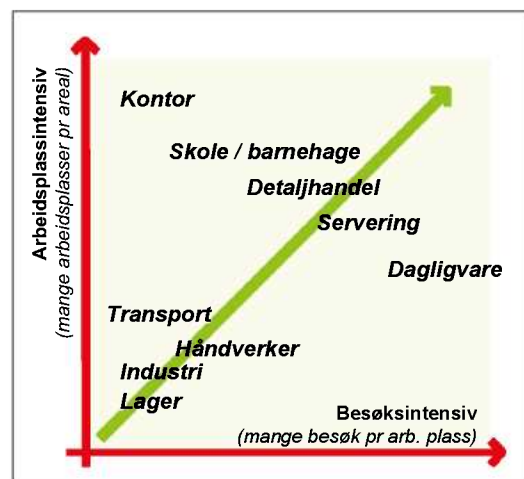 Arbeidsplassintensiv
(mange arbeidsplasser pr areal)
Kontor
Skole / barnehage
Detaljhandel
Servering
Dagligvare
Transport
Håndverker
Industri
Lager
Besøksintensiv
(mange besøk pr arb. plass)